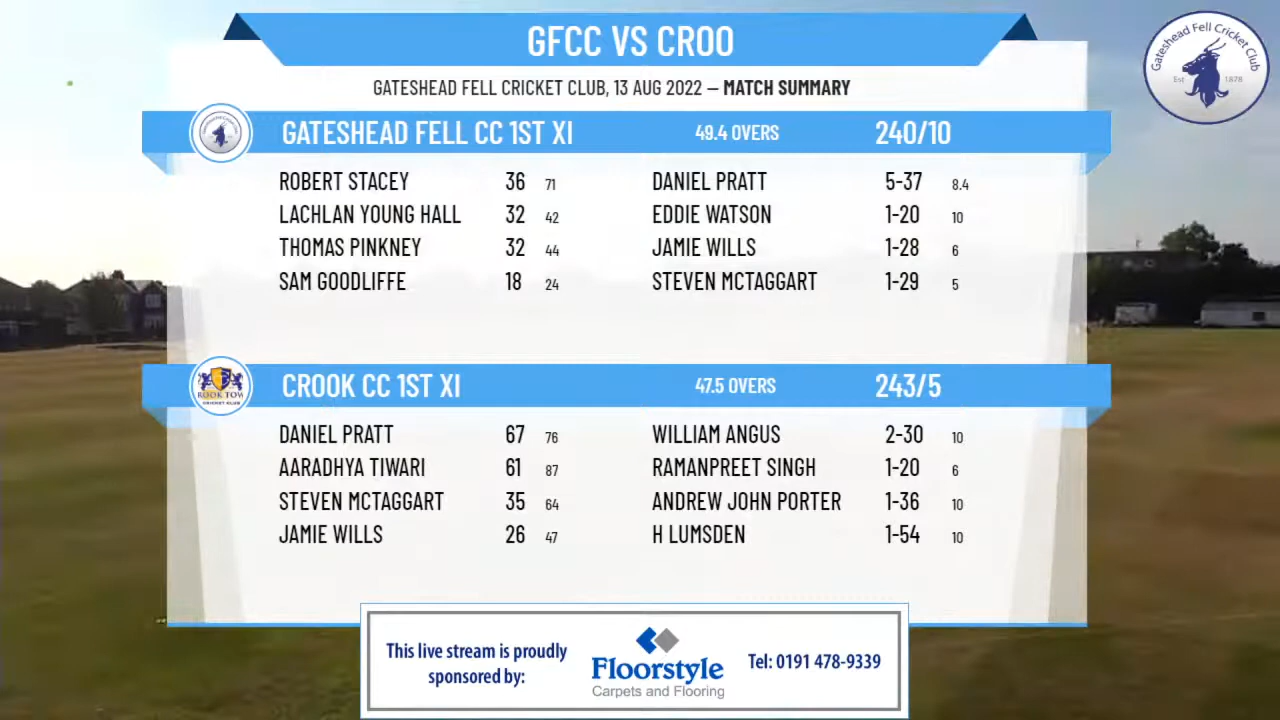 GFCC VS CROO
GATESHEAD FELL CRICKET CLUB, 13 AUG 2022 – MATCH SUMMARY
Gateshead Fell Cricket Club
Est 1878
GATESHEAD FELL CC 1ST XI 49.4 OVERS 240/10
ROBERT STACEY 36 71 DANIEL PRATT 5-37 8.4
LACHLAN YOUNG HALL 32 42 EDDIE WATSON 1-20 10
THOMAS PINKNEY 32 44 JAMIE WILLS 1-28 6
SAM GOODLIFFE 18 24 STEVEN MCTAGGART 1-29 5
ROOK TOW
CRICKET CLUB
CROOK CC 1ST XI 47.5 OVERS 243/5
DANIEL PRATT 67 76 WILLIAM ANGUS 2-30 10
AARADHYA TIWARI 61 87 RAMANPREET SINGH 1-20 6
STEVEN MCTAGGART 35 64 ANDREW JOHN PORTER 1-36 10
JAMIE WILLS 26 47 H LUMSDEN 1-54 10
This live stream is proudly
sponsored by:
Floorstyle
Carpets and Flooring
Tel: 0191 478-9339